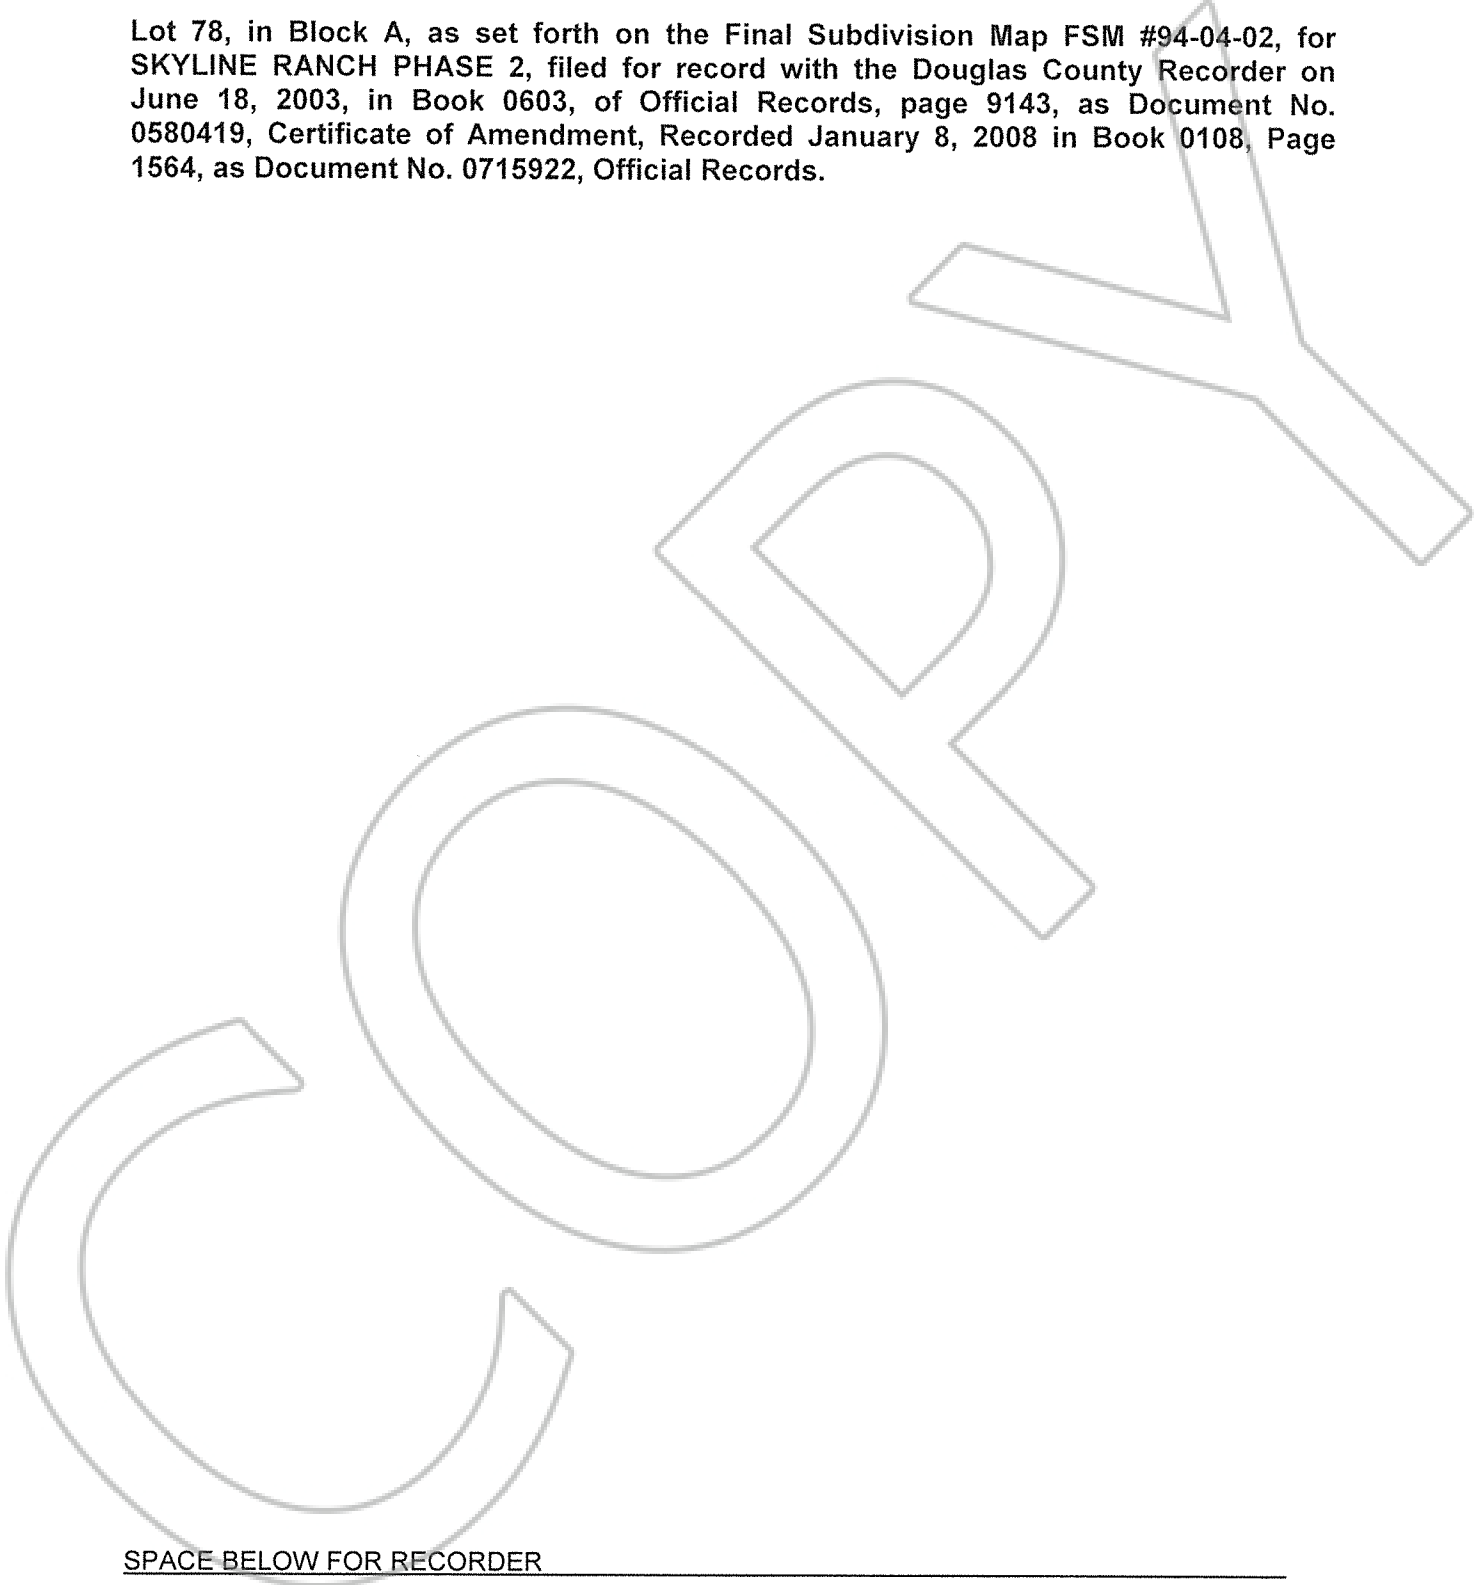 Lot 78, in Block A, as set forth on the Final Subdivision Map FSM #94-04-02, for
SKYLINE RANCH PHASE 2, filed for record with the Douglas County Recorder on
June 18, 2003, in Book 0603, of Official Records, page 9143, as Document No.
0580419, Certificate of Amendment, Recorded January 8, 2008 in Book 0108, Page
1564, as Document No. 0715922, Official Records.
COPY
SPACE BELOW FOR RECORDER